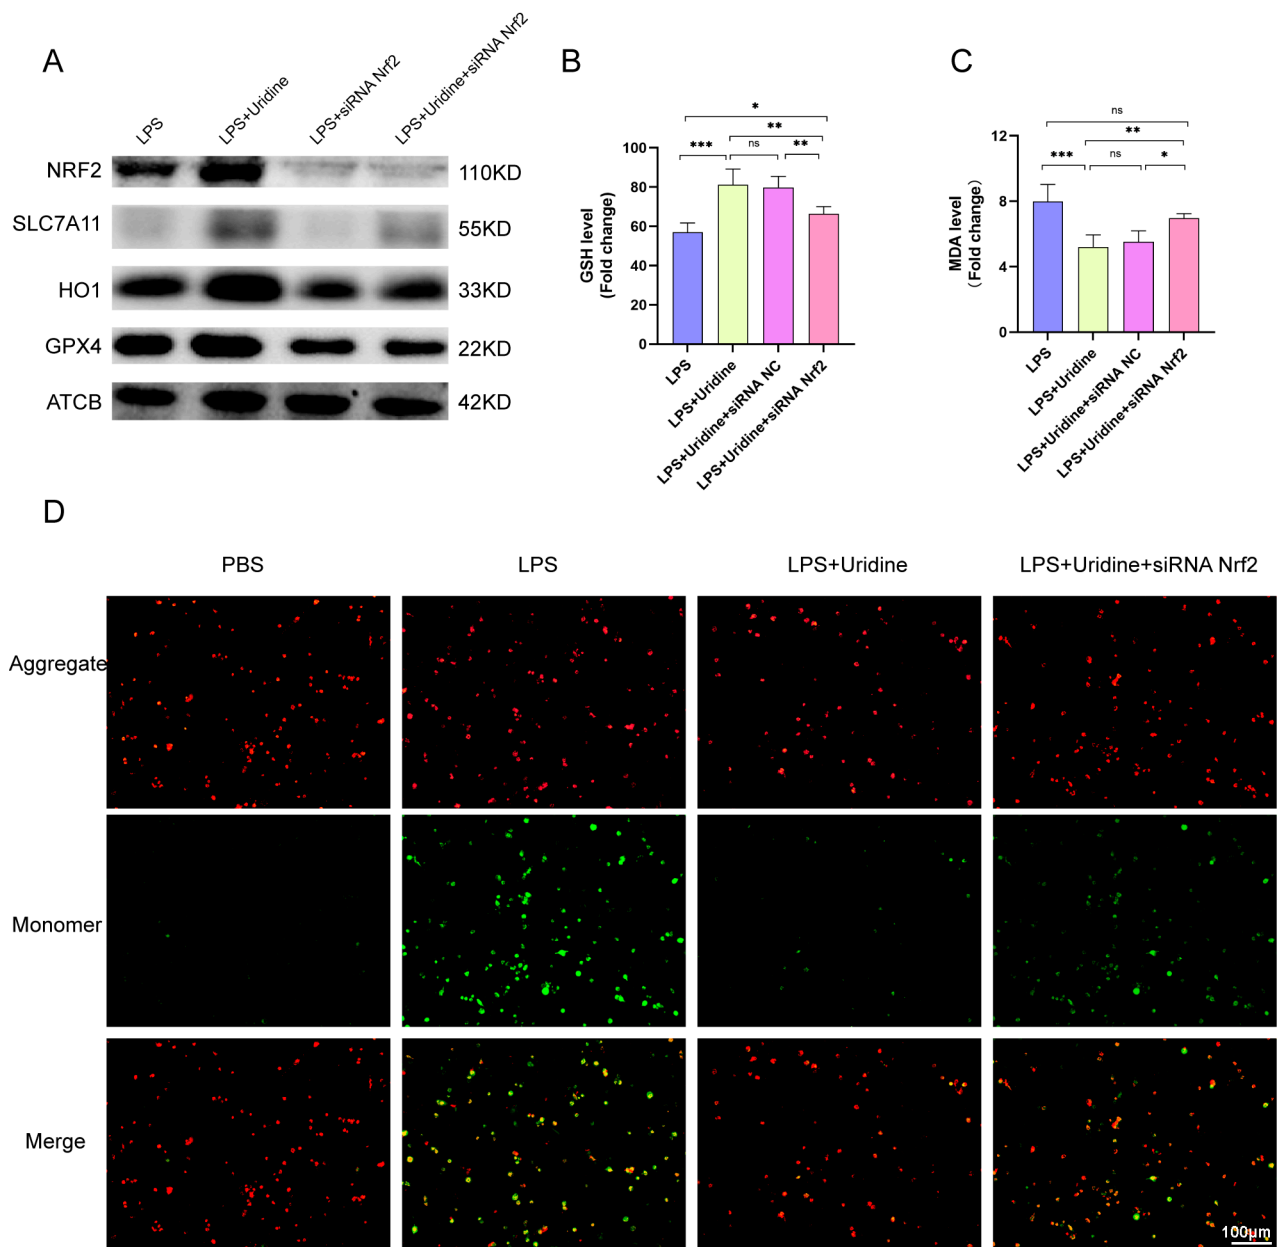 A
LPS
LPS+Uridine
LPS+siRNA Nrf2
LPS+Uridine+siRNA Nrf2
NRF2
110KD
SLC7A11
55KD
HO1
33KD
GPX4
22KD
ATCB
42KD
B
*
**
***
ns
**
GSH level
(Fold change)
100
80
60
40
20
0
LPS
LPS+Uridine
LPS+Uridine+siRNA NC
LPS+Uridine+siRNA Nrf2
C
ns
**
***
ns
*
MDA level
(Fold change)
12
8
4
0
LPS
LPS+Uridine
LPS+Uridine+siRNA NC
LPS+Uridine+siRNA Nrf2
D
PBS
LPS
LPS+Uridine
LPS+Uridine+siRNA Nrf2
Aggregate
Monomer
Merge
100μm